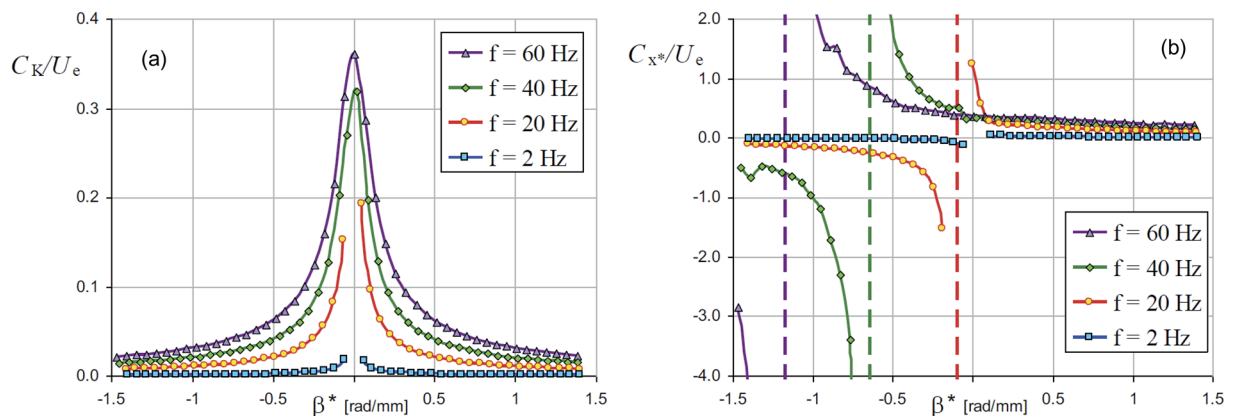 0.4
0.3
0.2
0.1
0.0
C_K/U_e
(a)
f = 60 Hz
f = 40 Hz
f = 20 Hz
f = 2 Hz
-1.5 -1 -0.5 0 0.5 1 1.5
β* [rad/mm]
2.0
1.0
0.0
-1.0
-2.0
-3.0
-4.0
C_x*/U_e
(b)
f = 60 Hz
f = 40 Hz
f = 20 Hz
f = 2 Hz
-1.5 -1 -0.5 0 0.5 1 1.5
β* [rad/mm]